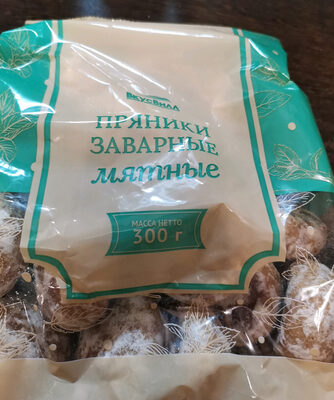 ВКУСВИЛЛ
ПРЯНИКИ
ЗАВАРНЫЕ
мятные
МАССА НЕТТО
300 г